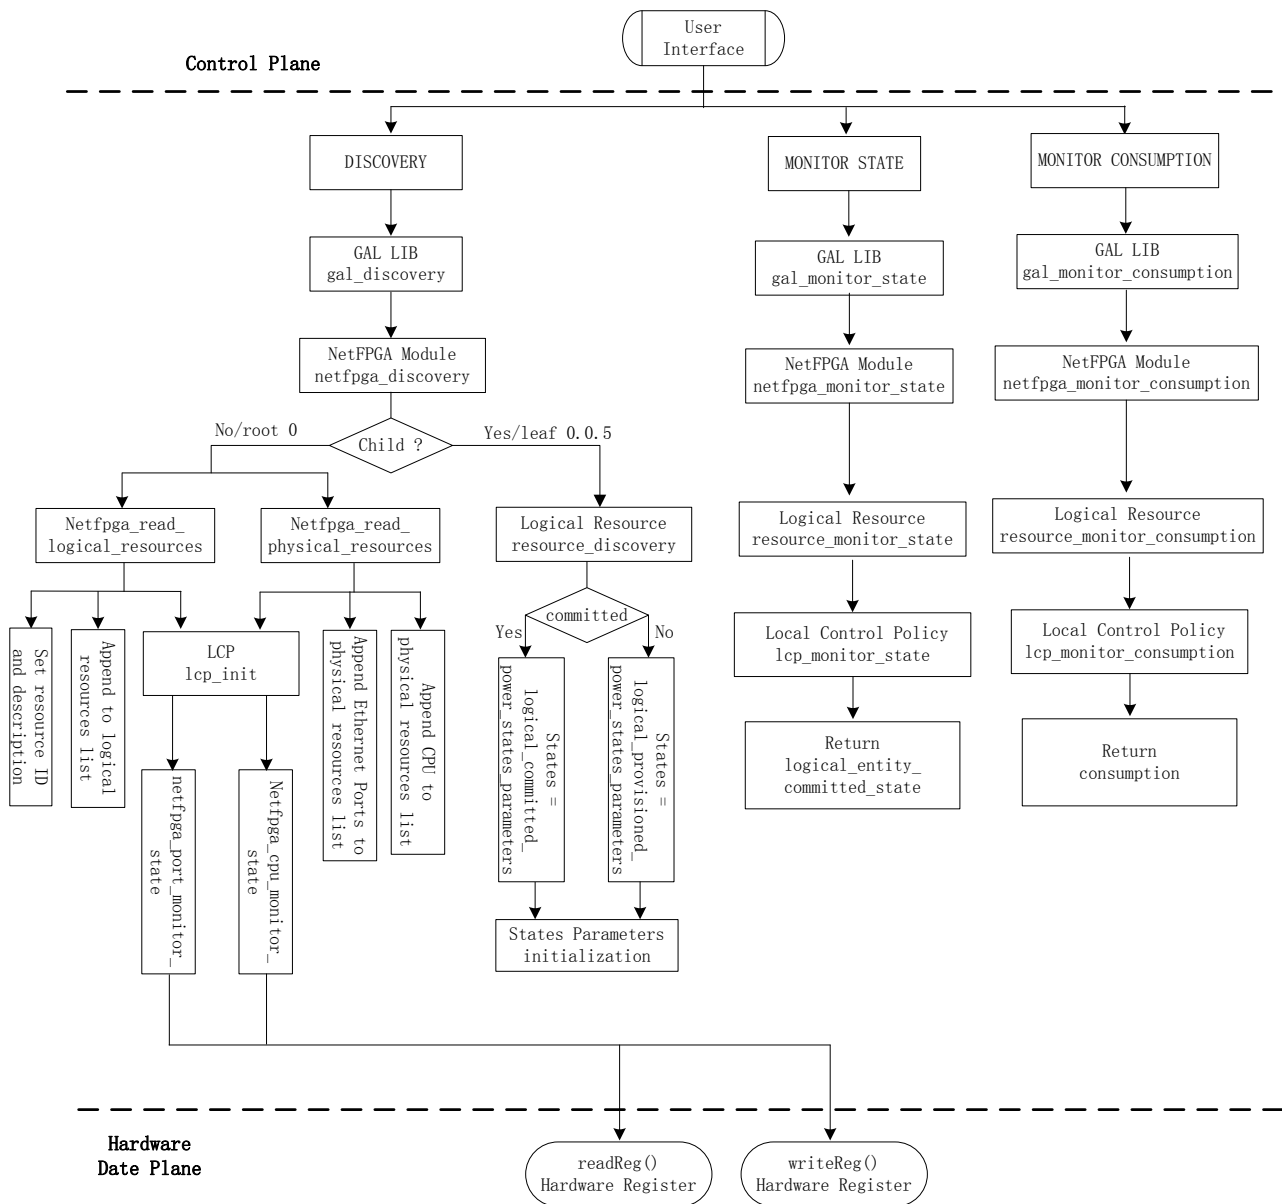 User
Interface
Control Plane
DISCOVERY
MONITOR STATE
MONITOR CONSUMPTION
GAL LIB
gal_discovery
GAL LIB
gal_monitor_state
GAL LIB
gal_monitor_consumption
NetFPGA Module
netfpga_discovery
NetFPGA Module
netfpga_monitor_state
NetFPGA Module
netfpga_monitor_consumption
No/root 0
Child ?
Yes/leaf 0.0.5
Netfpga_read_
logical_resources
Netfpga_read_
physical_resources
Logical Resource
resource_discovery
Logical Resource
resource_monitor_state
Logical Resource
resource_monitor_consumption
committed
Yes
No
Set resource ID
and description
Append to logical
resources list
LCP
lcp_init
Append Ethernet Ports to
physical resources list
Append CPU to
physical resources list
States =
logical_committed_
power_states_parameters
States =
logical_provisioned_
power_states_parameters
Local Control Policy
lcp_monitor_state
Local Control Policy
lcp_monitor_consumption
Return
logical_entity_
committed_state
Return
consumption
netfpga_port_monitor_
state
Netfpga_cpu_monitor_
state
States Parameters
initialization
Hardware
Date Plane
readReg()
Hardware Register
writeReg()
Hardware Register